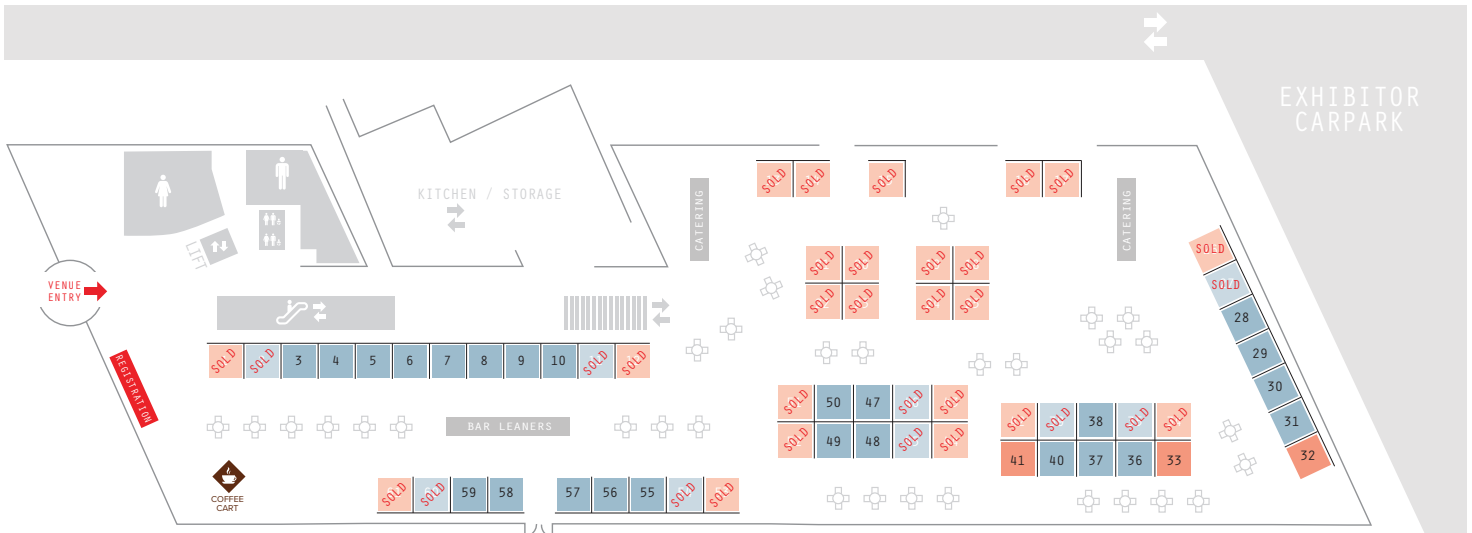 EXHIBITOR
CARPARK
SOLD SOLD SOLD SOLD SOLD
KITCHEN / STORAGE
CATERING
CATERING
LIFT
SOLD SOLD SOLD SOLD
SOLD SOLD SOLD SOLD
SOLD
SOLD
28
29
30
31
32
VENUE
ENTRY
REGISTRATION
SOLD SOLD 3 4 5 6 7 8 9 10 SOLD SOLD
SOLD 50 47 SOLD SOLD
SOLD 49 48 SOLD SOLD
SOLD SOLD 38 SOLD SOLD
41 40 37 36 33
BAR LEANERS
COFFEE
CART
SOLD SOLD 59 58
57 56 55 SOLD SOLD